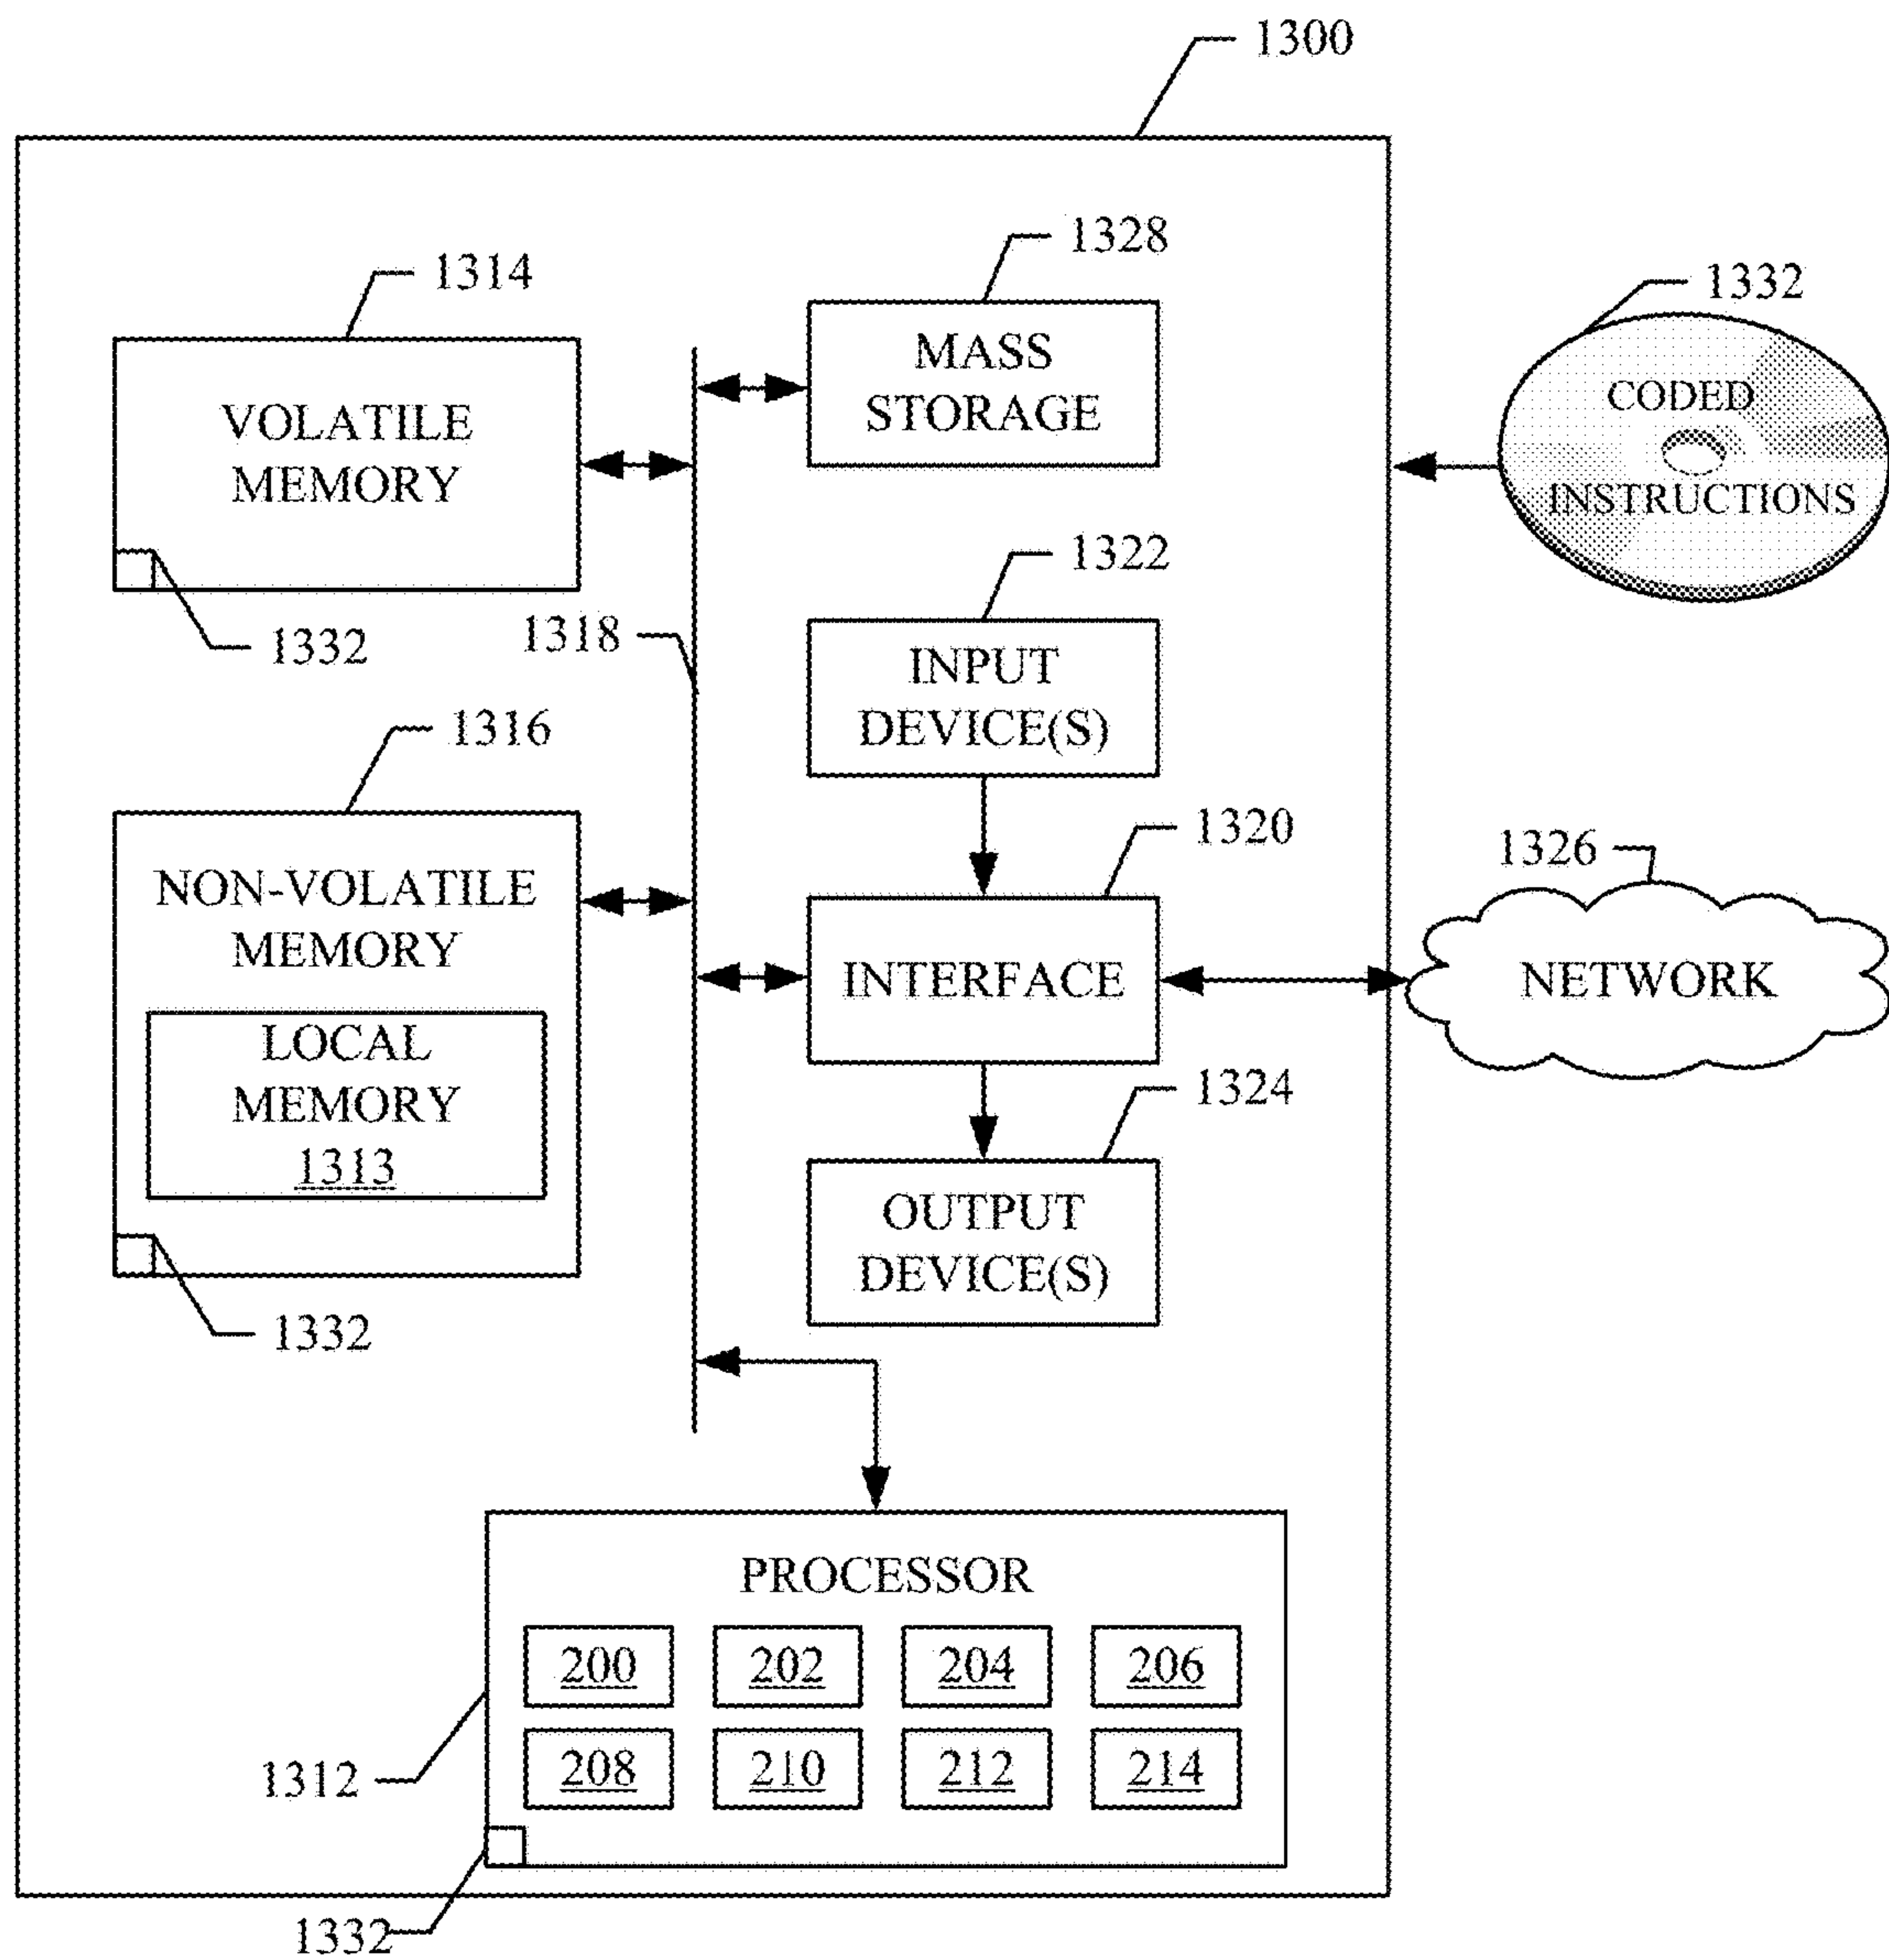 1300
1328
1314
1332
MASS
STORAGE
VOLATILE
MEMORY
CODED
INSTRUCTIONS
1322
1332
1318
INPUT
DEVICE(S)
1316
1320
1326
NON-VOLATILE
MEMORY
INTERFACE
NETWORK
LOCAL
MEMORY
1313
1324
OUTPUT
DEVICE(S)
1332
PROCESSOR
200 202 204 206
208 210 212 214
1312
1332